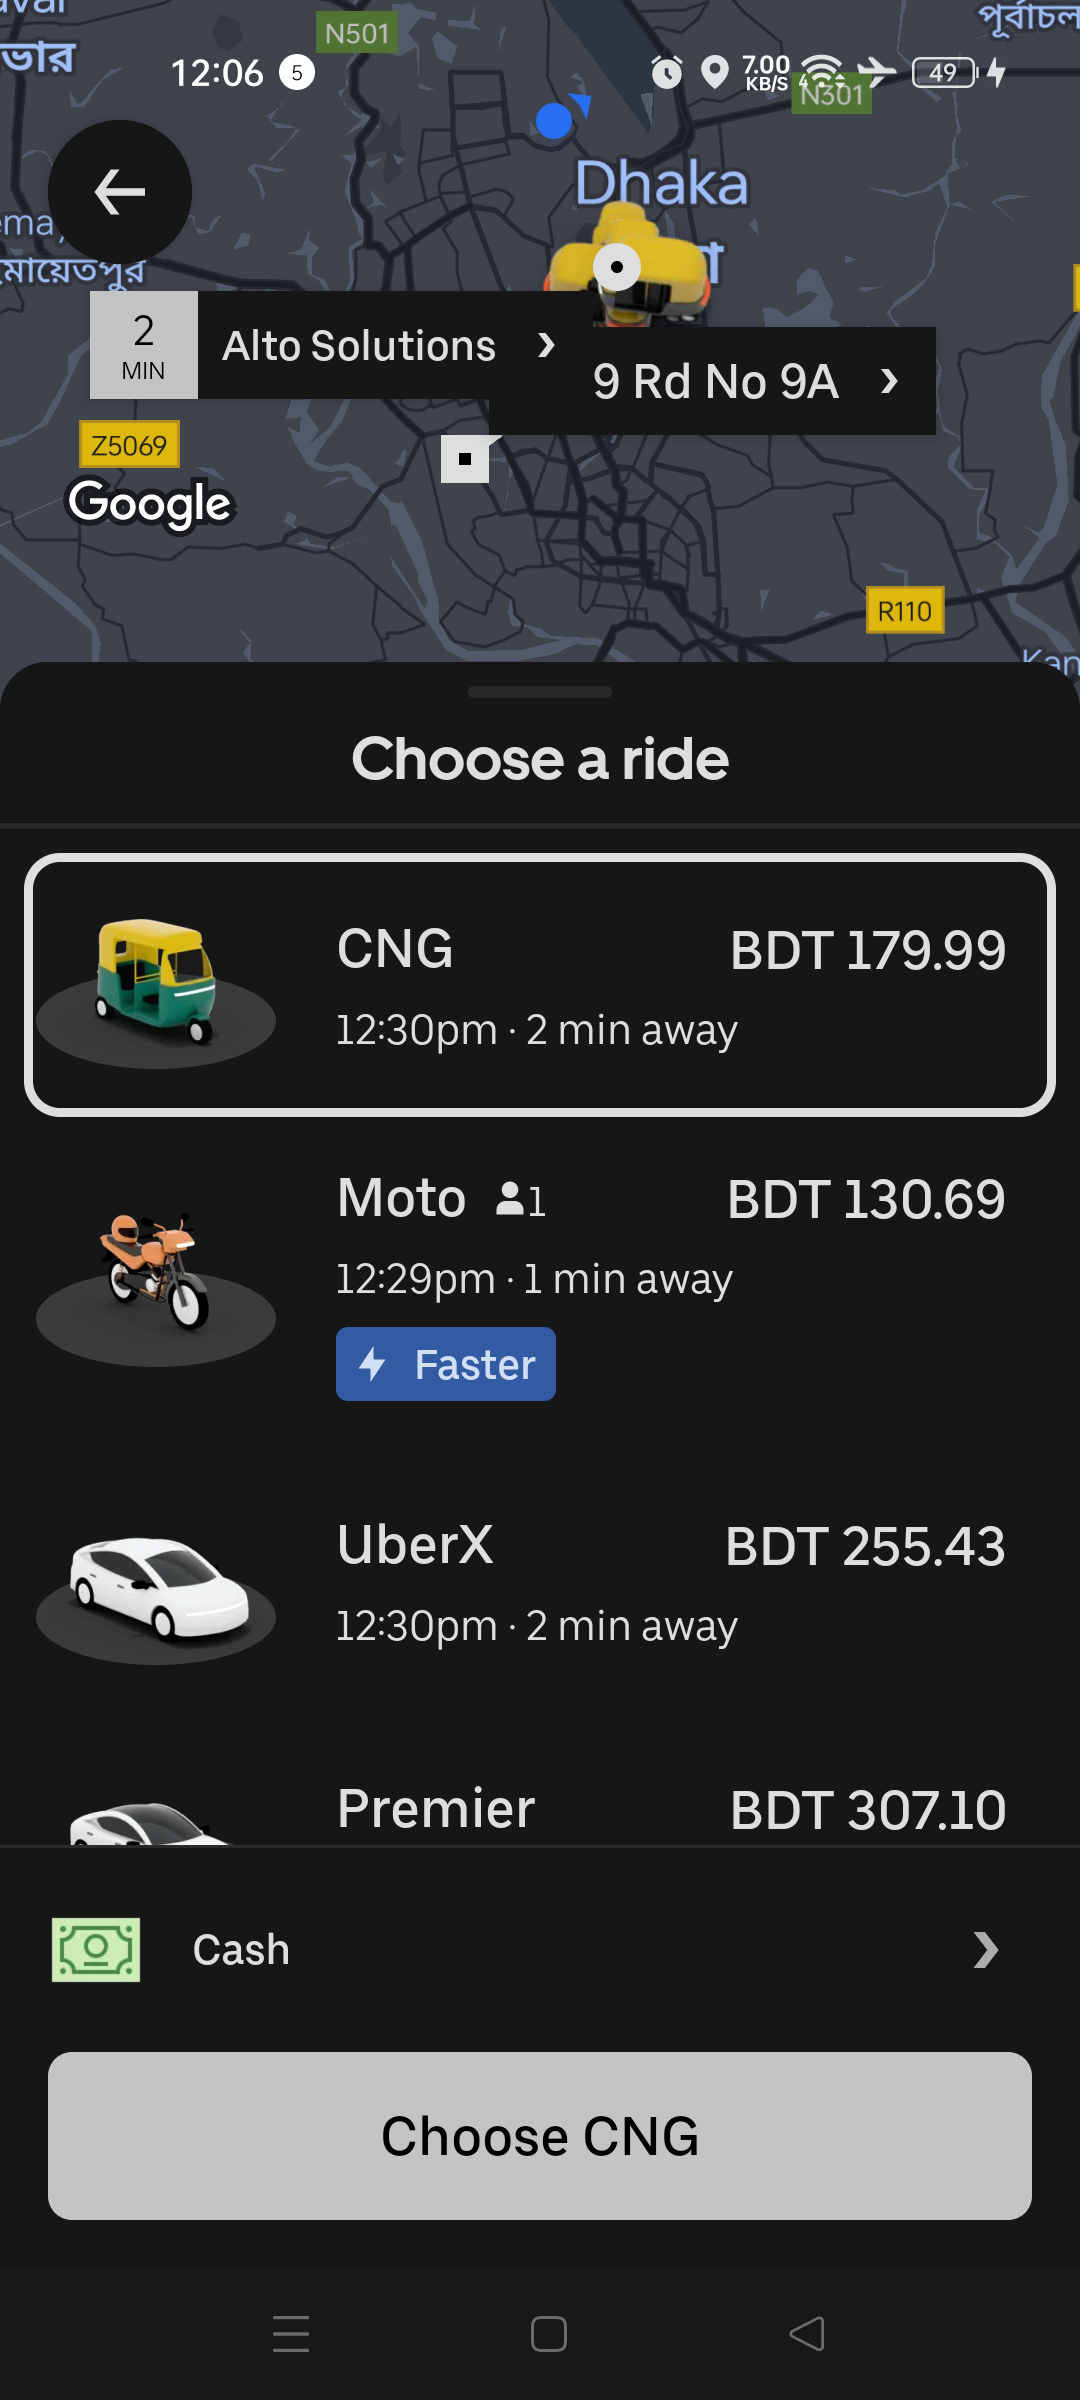 ভার
N501
পূর্বাচল
12:06 5
7.00 KB/S 4 49
N301
Dhaka
মায়েতপুর
2 MIN
Alto Solutions
9 Rd No 9A
Z5069
Google
R110
Kan
Choose a ride
CNG BDT 179.99
12:30pm · 2 min away
Moto 1 BDT 130.69
12:29pm · 1 min away
Faster
UberX BDT 255.43
12:30pm · 2 min away
Premier BDT 307.10
Cash
Choose CNG